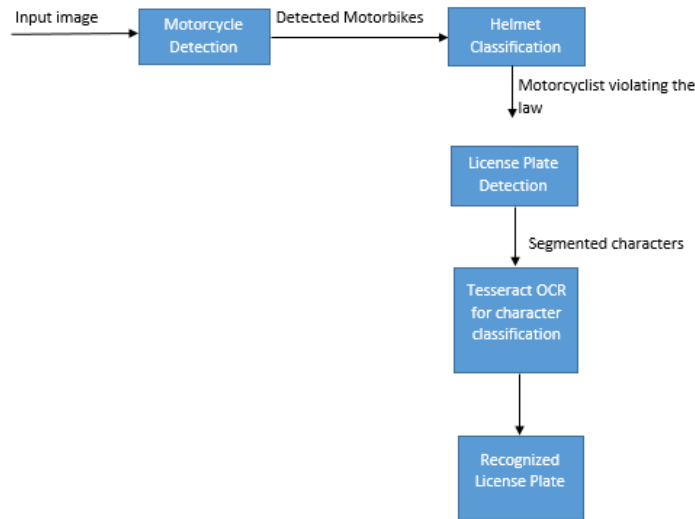 Input image
Motorcycle
Detection
Detected Motorbikes
Helmet
Classification
Motorcyclist violating the
law
License Plate
Detection
Segmented characters
Tesseract OCR
for character
classification
Recognized
License Plate